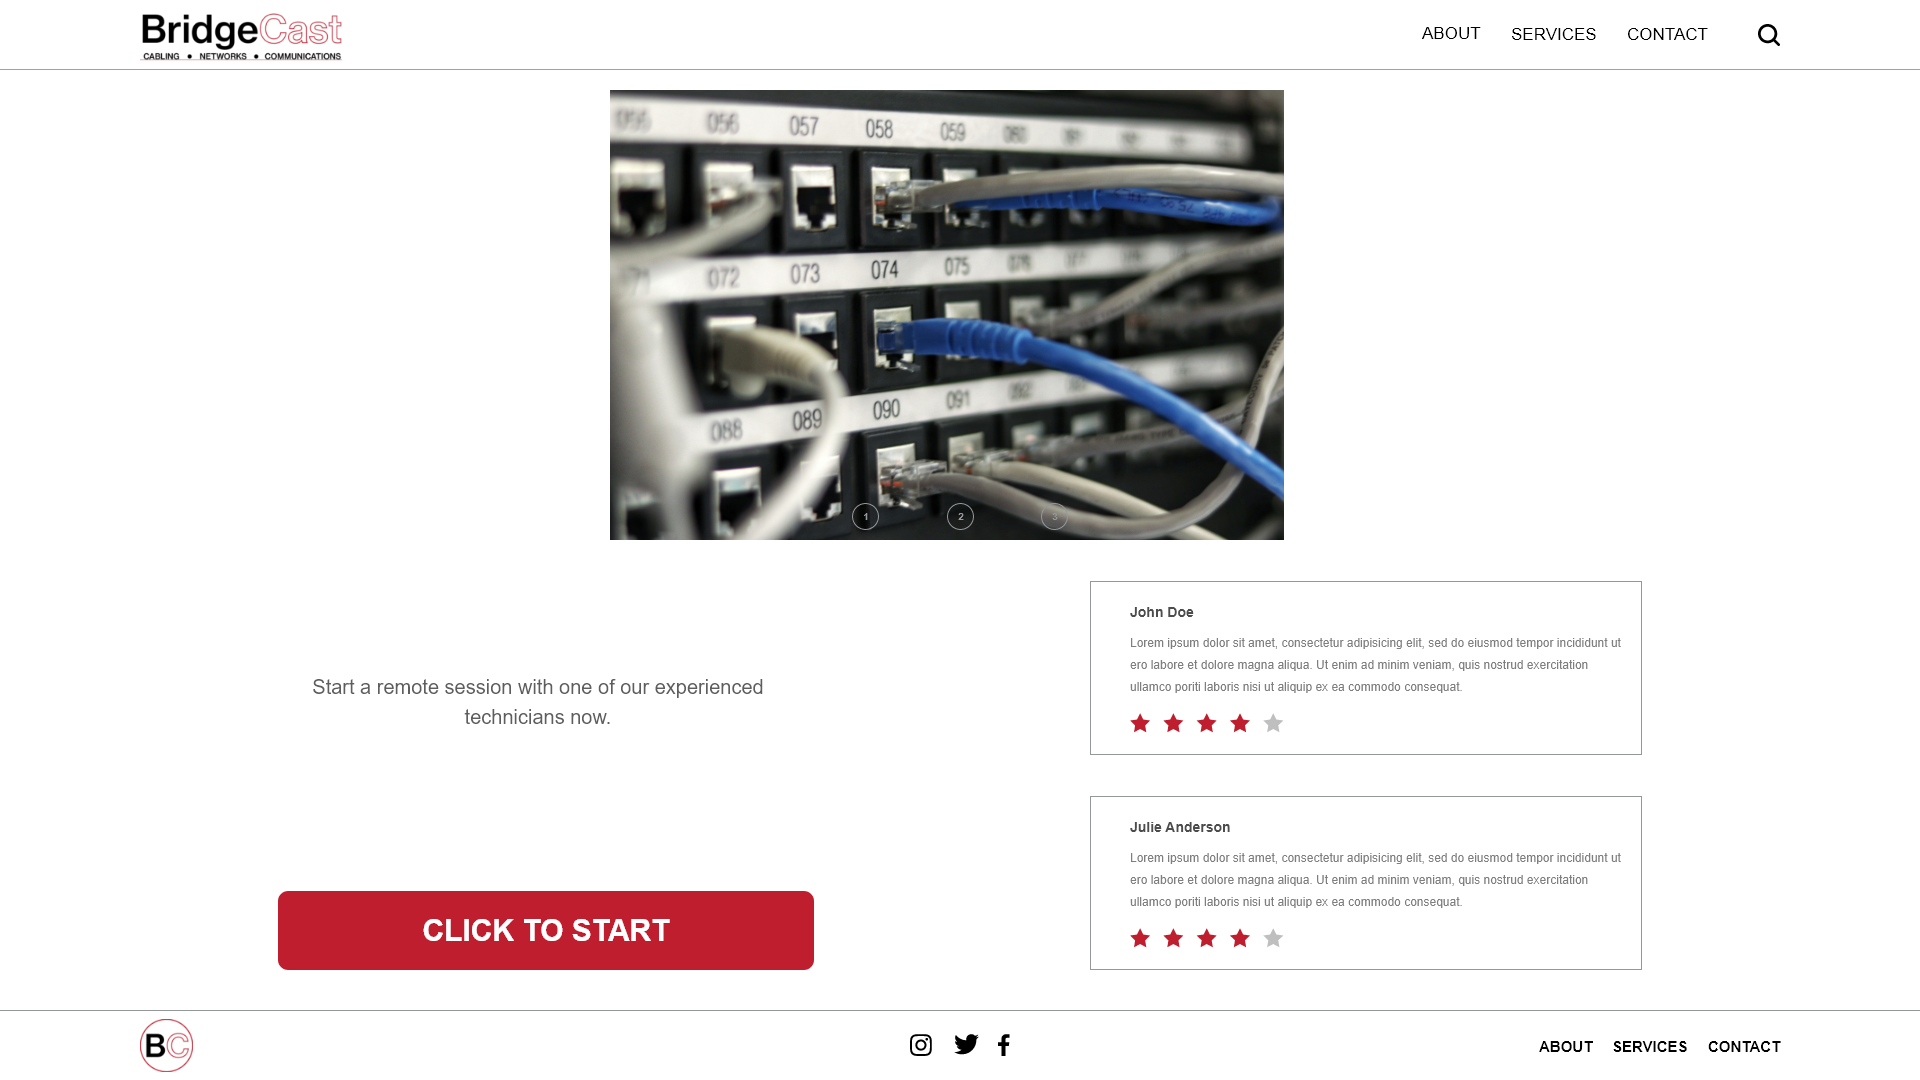 BridgeCast
CABLING • NETWORKS • COMMUNICATIONS
ABOUT
SERVICES
CONTACT
056 057 058 059 060
072 073 074 075 076
088 089 090 091 092
1 2 3
Start a remote session with one of our experienced
technicians now.
CLICK TO START
John Doe
Lorem ipsum dolor sit amet, consectetur adipisicing elit, sed do eiusmod tempor incididunt ut
ero labore et dolore magna aliqua. Ut enim ad minim veniam, quis nostrud exercitation
ullamco poriti laboris nisi ut aliquip ex ea commodo consequat.
Julie Anderson
Lorem ipsum dolor sit amet, consectetur adipisicing elit, sed do eiusmod tempor incididunt ut
ero labore et dolore magna aliqua. Ut enim ad minim veniam, quis nostrud exercitation
ullamco poriti laboris nisi ut aliquip ex ea commodo consequat.
BC
ABOUT
SERVICES
CONTACT